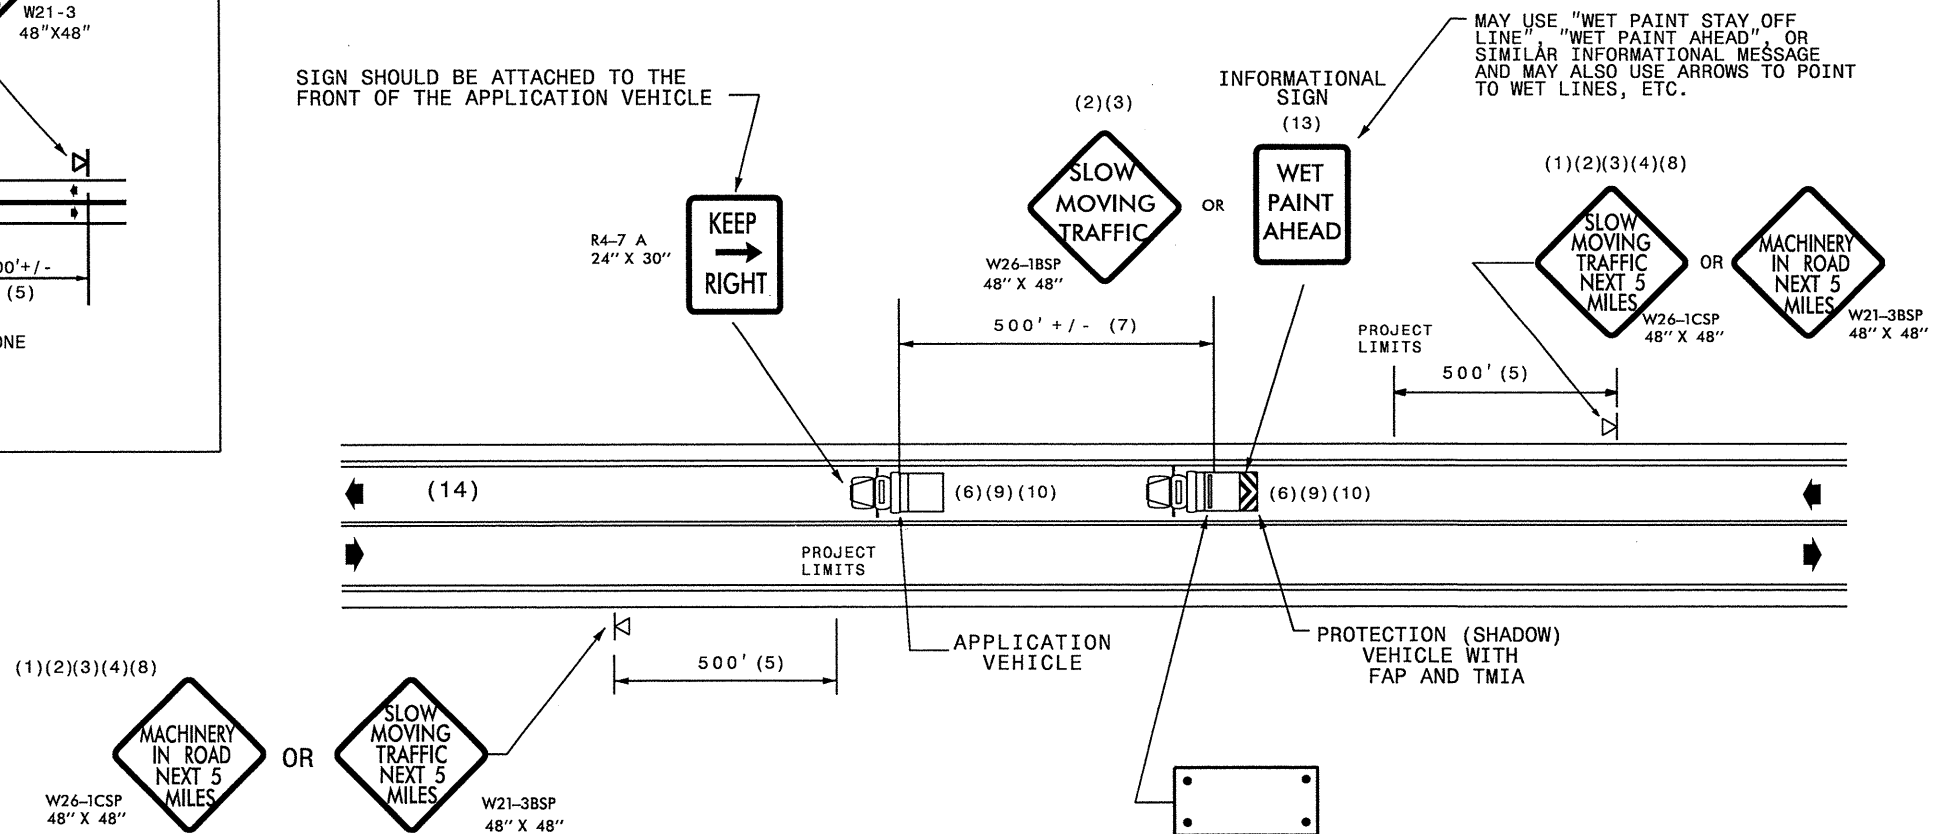 W21-3
48"X48"
00'+/-
(5)
ONE
SIGN SHOULD BE ATTACHED TO THE
FRONT OF THE APPLICATION VEHICLE
R4-7 A
24" X 30"
KEEP
RIGHT
(2)(3)
SLOW
MOVING
TRAFFIC
W26-1BSP
48" X 48"
OR
INFORMATIONAL
SIGN
(13)
WET
PAINT
AHEAD
MAY USE "WET PAINT STAY OFF
LINE", "WET PAINT AHEAD", OR
SIMILAR INFORMATIONAL MESSAGE
AND MAY ALSO USE ARROWS TO POINT
TO WET LINES, ETC.
(1)(2)(3)(4)(8)
SLOW
MOVING
TRAFFIC
NEXT 5
MILES
W26-1CSP
48" X 48"
OR
MACHINERY
IN ROAD
NEXT 5
MILES
W21-3BSP
48" X 48"
500' +/- (7)
PROJECT
LIMITS
500' (5)
(14)
(6)(9)(10)
(6)(9)(10)
PROJECT
LIMITS
500' (5)
APPLICATION
VEHICLE
PROTECTION (SHADOW)
VEHICLE WITH
FAP AND TMIA
(1)(2)(3)(4)(8)
MACHINERY
IN ROAD
NEXT 5
MILES
W26-1CSP
48" X 48"
OR
SLOW
MOVING
TRAFFIC
NEXT 5
MILES
W21-3BSP
48" X 48"